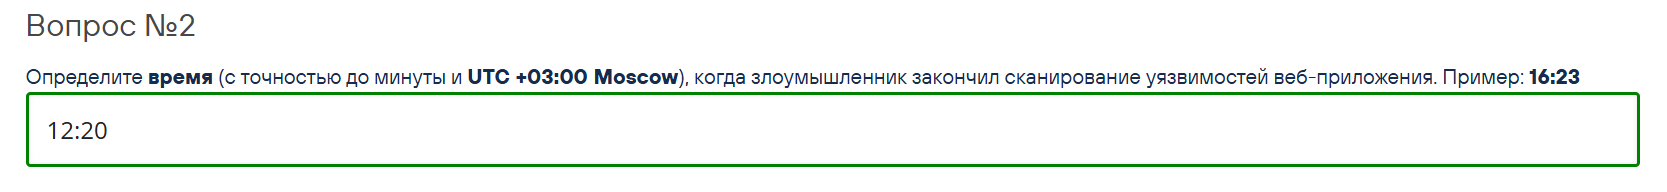 Вопрос №2
Определите время (с точностью до минуты и UTC +03:00 Moscow), когда злоумышленник закончил сканирование уязвимостей веб-приложения. Пример: 16:23
12:20